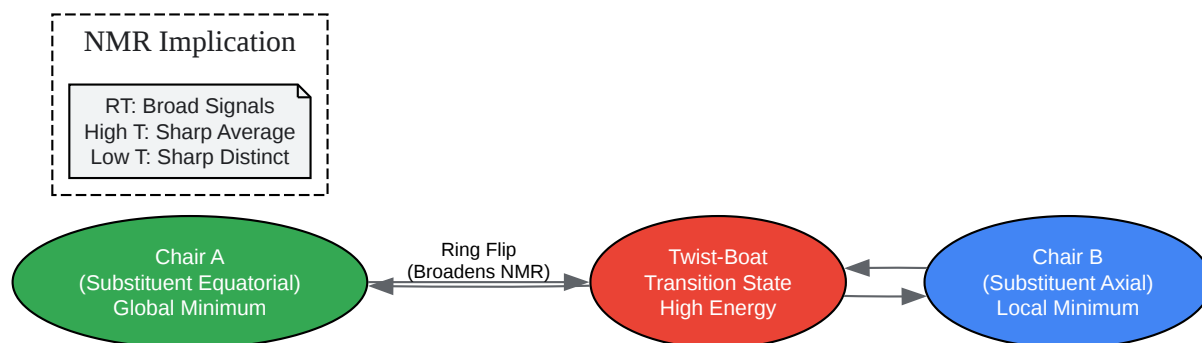 NMR Implication
RT: Broad Signals
High T: Sharp Average
Low T: Sharp Distinct
Chair A
(Substituent Equatorial)
Global Minimum
Ring Flip
(Broadens NMR)
Twist-Boat
Transition State
High Energy
Chair B
(Substituent Axial)
Local Minimum